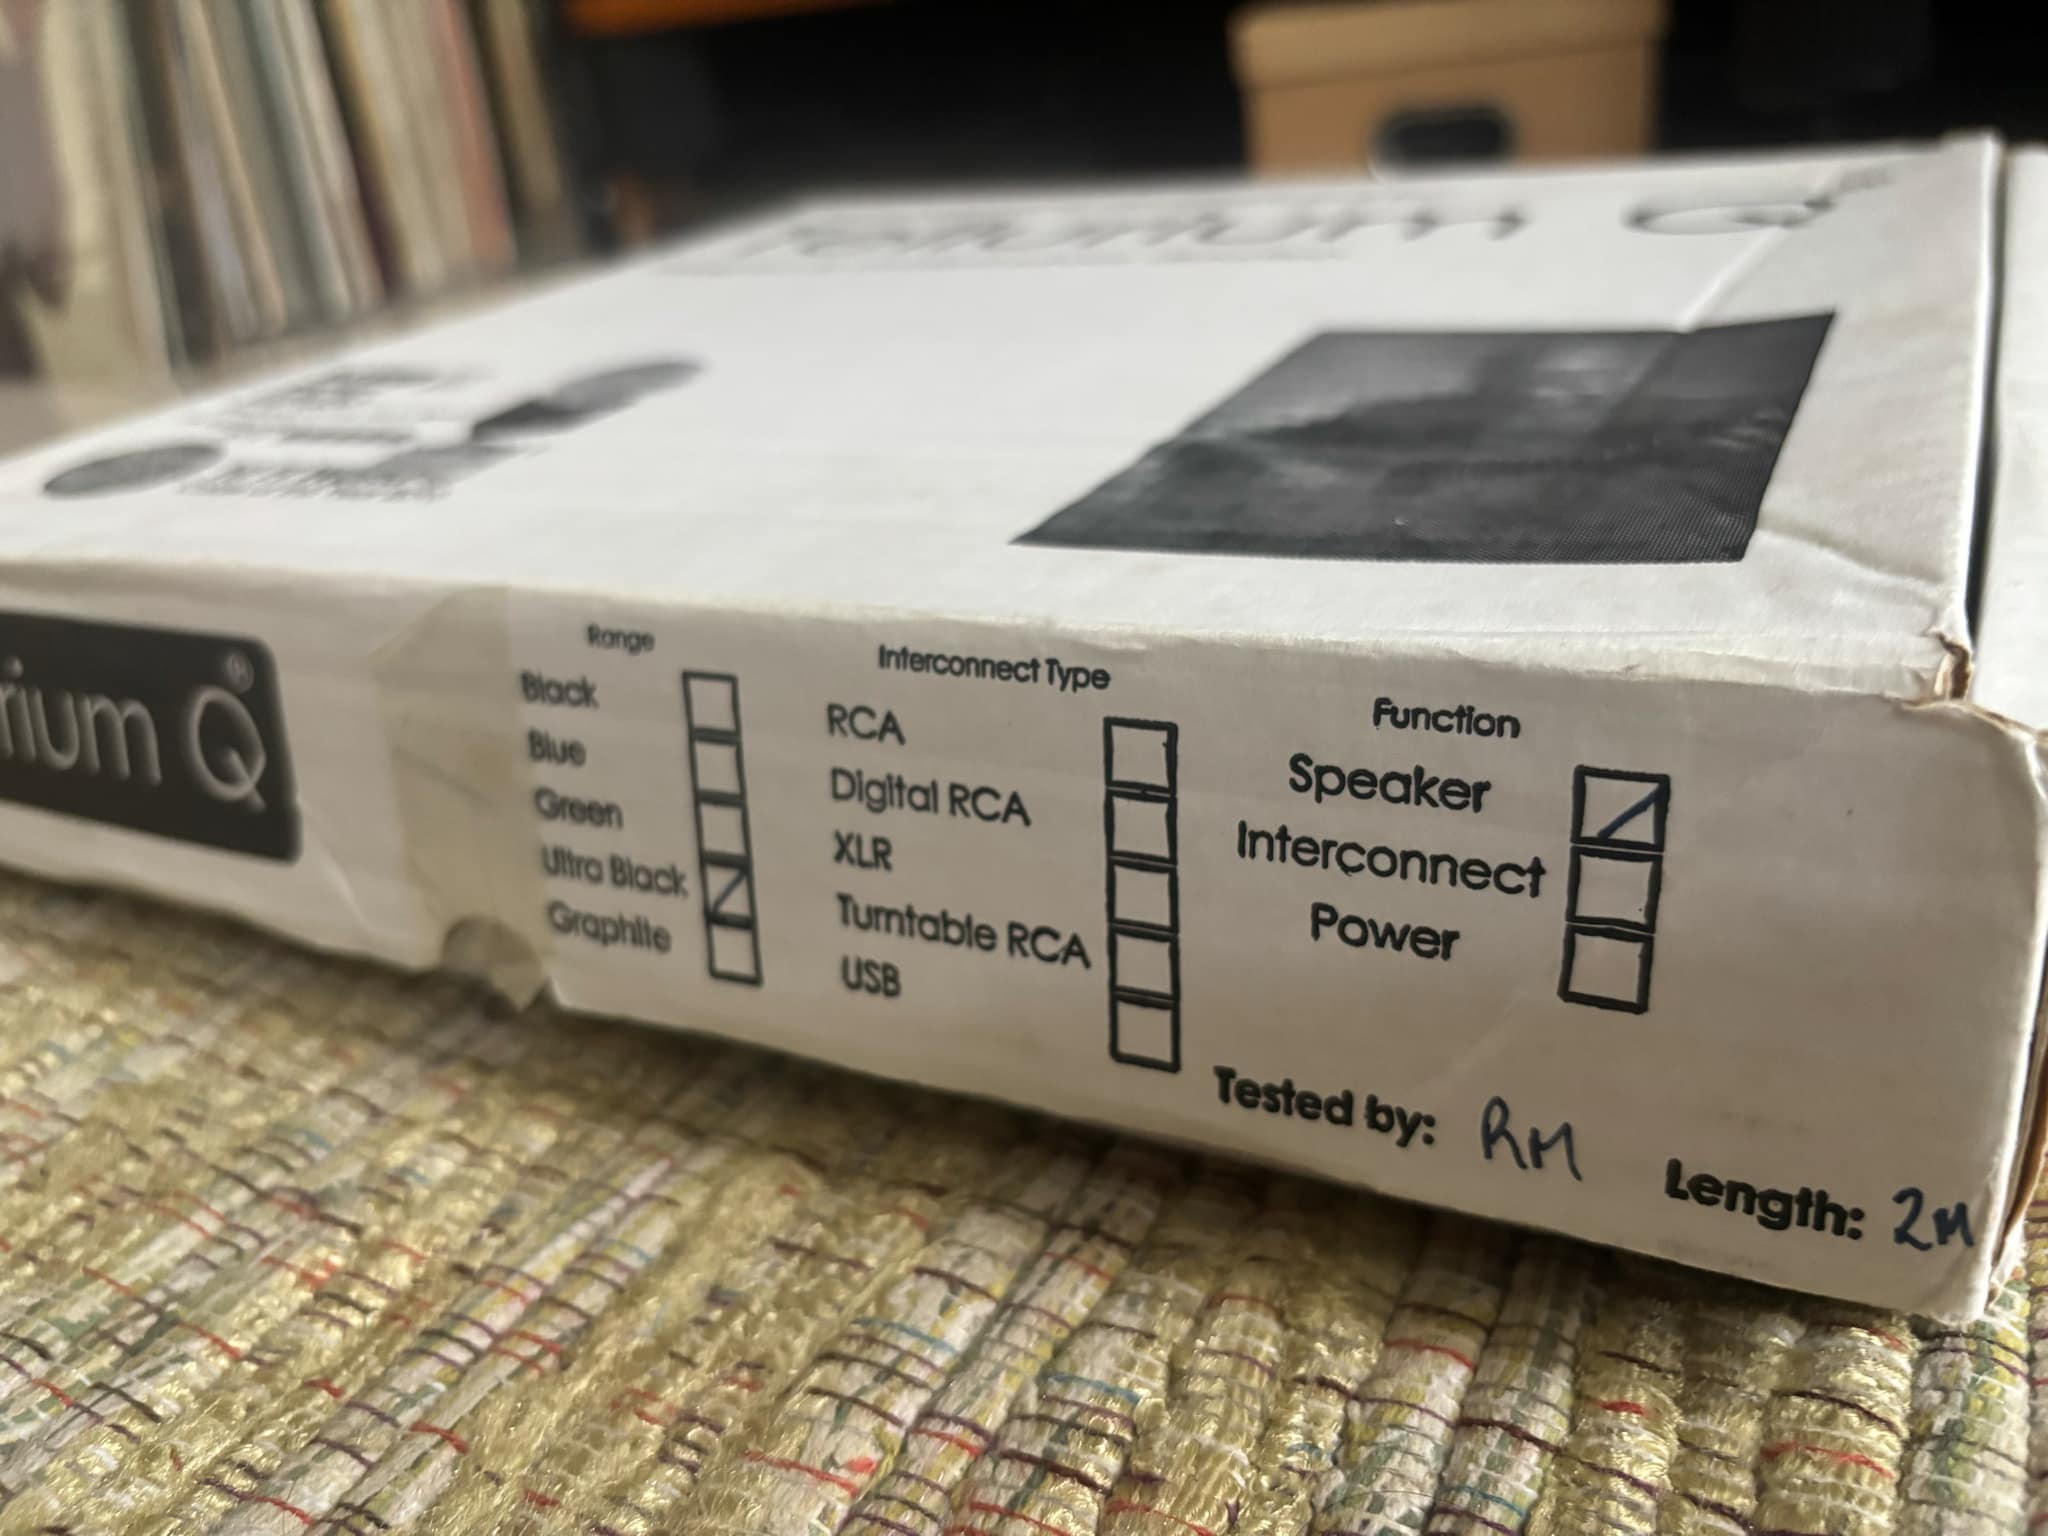 Tellurium Q
rium Q®
Range
Black
Blue
Green
Ultra Black
Graphite
Interconnect Type
RCA
Digital RCA
XLR
Turntable RCA
USB
Function
Speaker
Interconnect
Power
Tested by: RM
Length: 2M